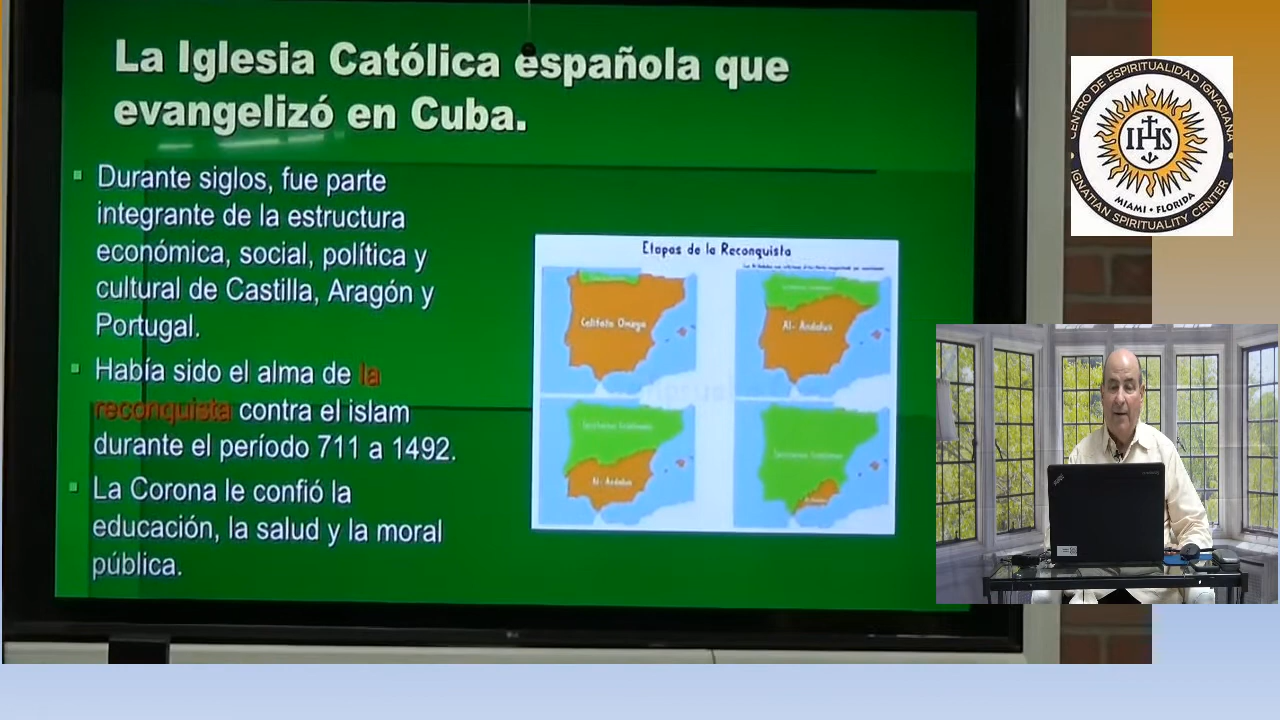 La Iglesia Católica española que
evangelizó en Cuba.
Durante siglos, fue parte
integrante de la estructura
económica, social, política y
cultural de Castilla, Aragón y
Portugal.
Había sido el alma de la
reconquista contra el islam
durante el período 711 a 1492.
La Corona le confió la
educación, la salud y la moral
pública.
Etapas de la Reconquista
Califato Omeya
Al-Andalus
Al-Andalus
CENTRO DE ESPIRITUALIDAD IGNACIANA
IHS
MIAMI • FLORIDA
IGNATIAN SPIRITUALITY CENTER